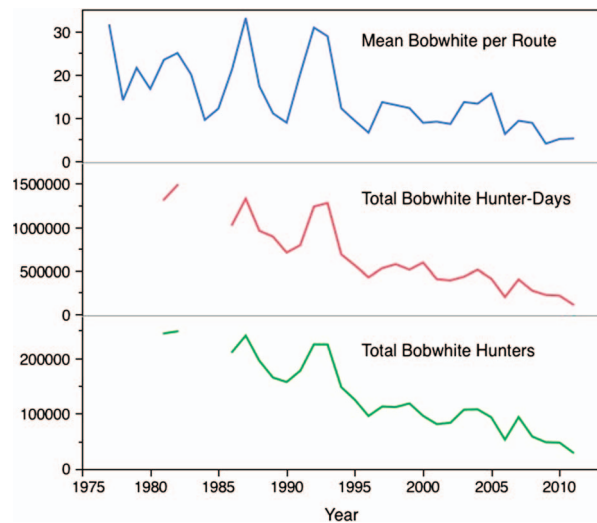 30
Mean Bobwhite per Route
20
10
0
1500000
Total Bobwhite Hunter-Days
1000000
500000
0
Total Bobwhite Hunters
200000
100000
0
1975 1980 1985 1990 1995 2000 2005 2010
Year